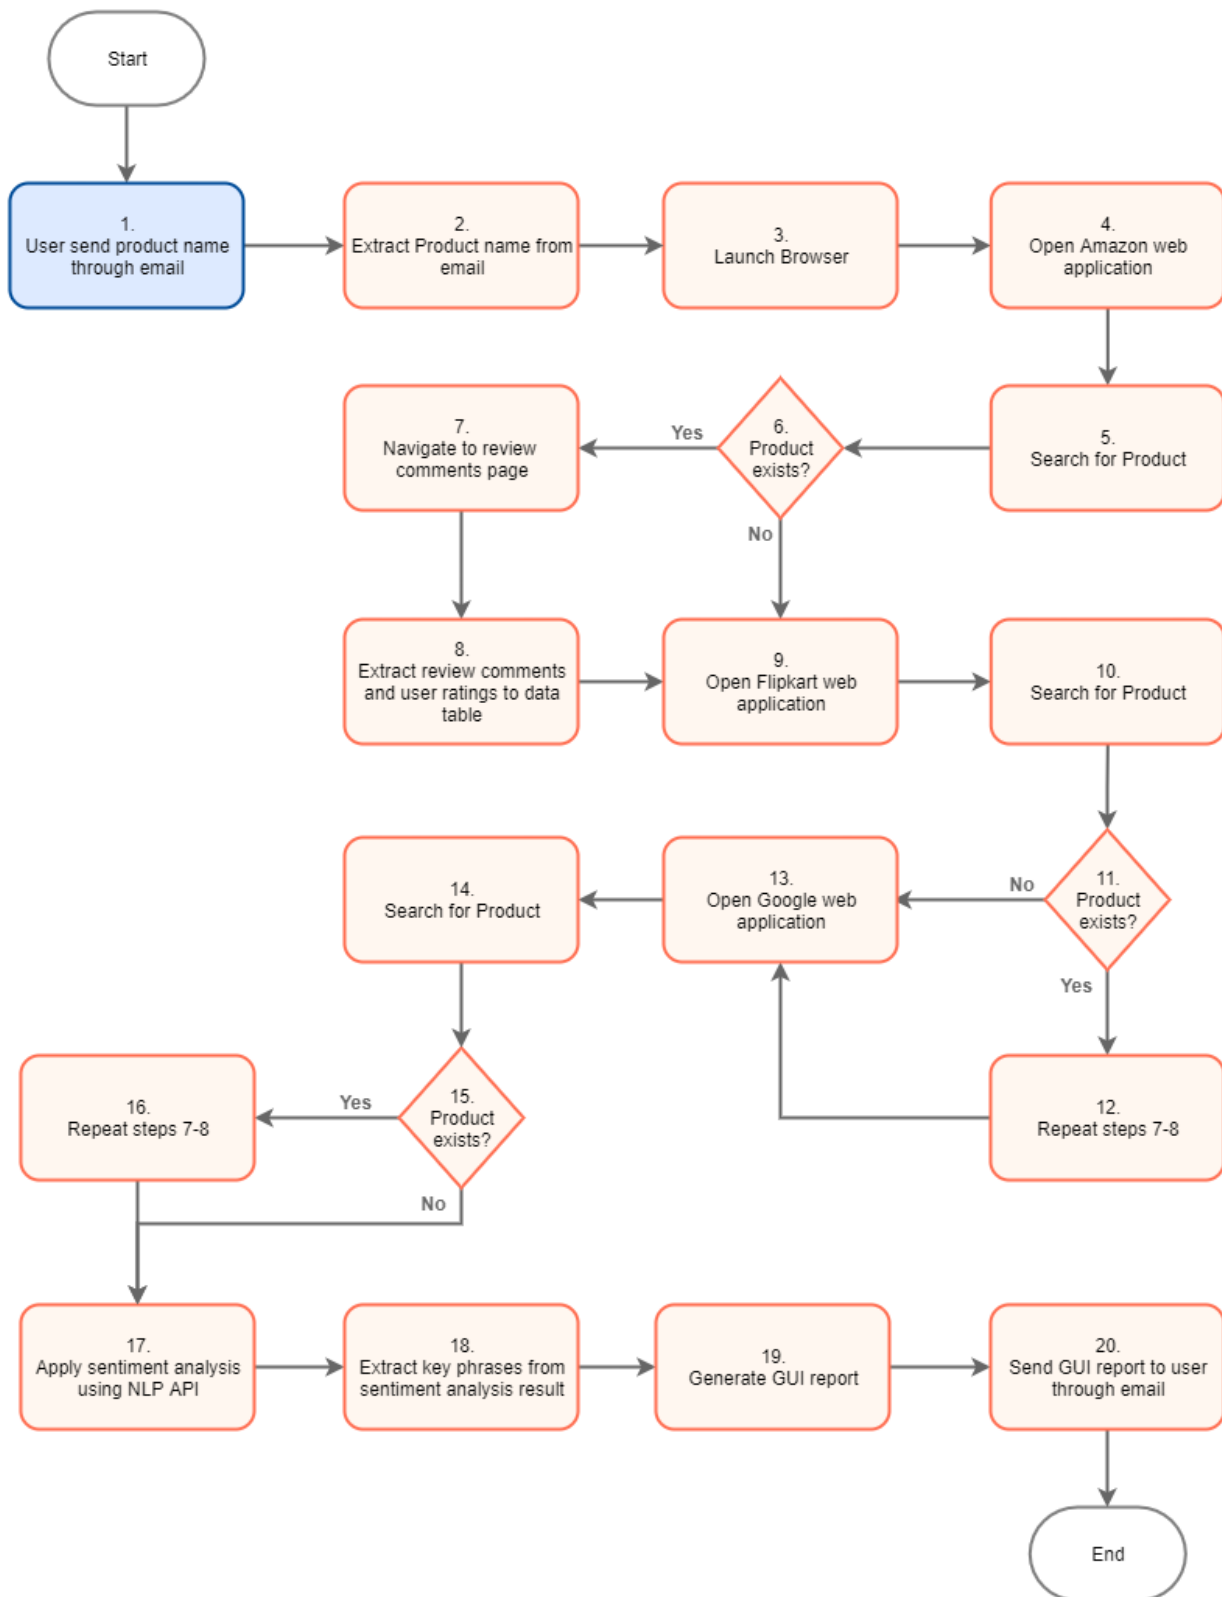 Start
1.
User send product name
through email
2.
Extract Product name from
email
3.
Launch Browser
4.
Open Amazon web
application
5.
Search for Product
6.
Product
exists?
Yes
No
7.
Navigate to review
comments page
8.
Extract review comments
and user ratings to data
table
9.
Open Flipkart web
application
10.
Search for Product
11.
Product
exists?
No
Yes
12.
Repeat steps 7-8
13.
Open Google web
application
14.
Search for Product
15.
Product
exists?
Yes
No
16.
Repeat steps 7-8
17.
Apply sentiment analysis
using NLP API
18.
Extract key phrases from
sentiment analysis result
19.
Generate GUI report
20.
Send GUI report to user
through email
End